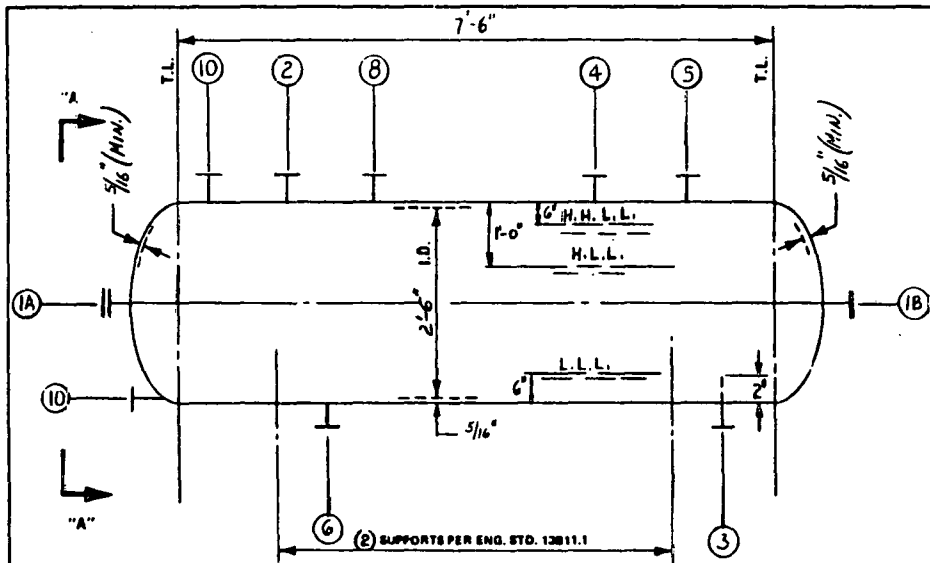 7'-6"
T.L.
10
2
8
4
5
T.L.
"A
5/16" (MIN.)
5/16" (MIN.)
6"
H.H.L.L.
1'-0"
H.L.L.
I.D.
2'-6"
1A
1B
L.L.L.
6"
2"
10
5/16"
"A"
6
(2) SUPPORTS PER ENG. STD. 13811.1
3